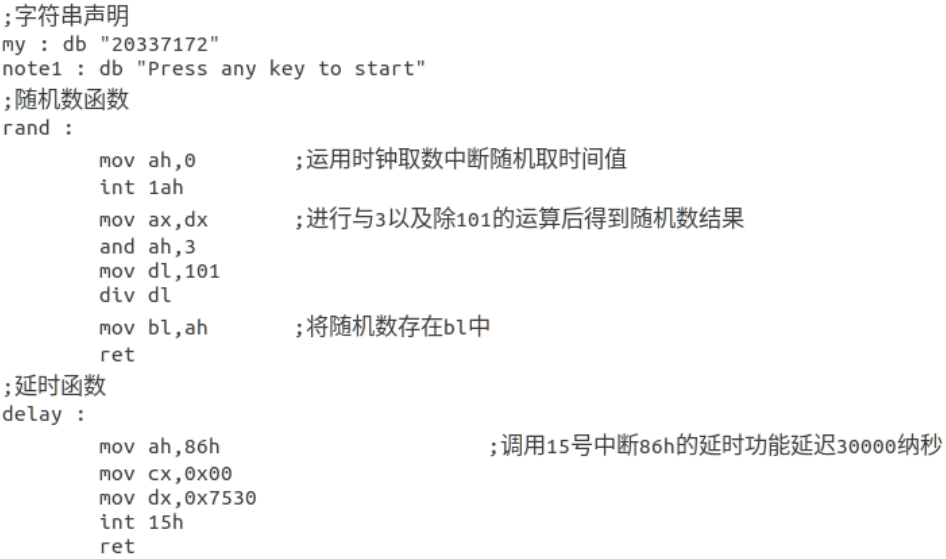 ;字符串声明
my : db "20337172"
note1 : db "Press any key to start"
;随机数函数
rand :
mov ah,0 ;运用时钟取数中断随机取时间值
int 1ah
mov ax,dx ;进行与3以及除101的运算后得到随机数结果
and ah,3
mov dl,101
div dl
mov bl,ah ;将随机数存在bl中
ret
;延时函数
delay :
mov ah,86h ;调用15号中断86h的延时功能延迟30000纳秒
mov cx,0x00
mov dx,0x7530
int 15h
ret